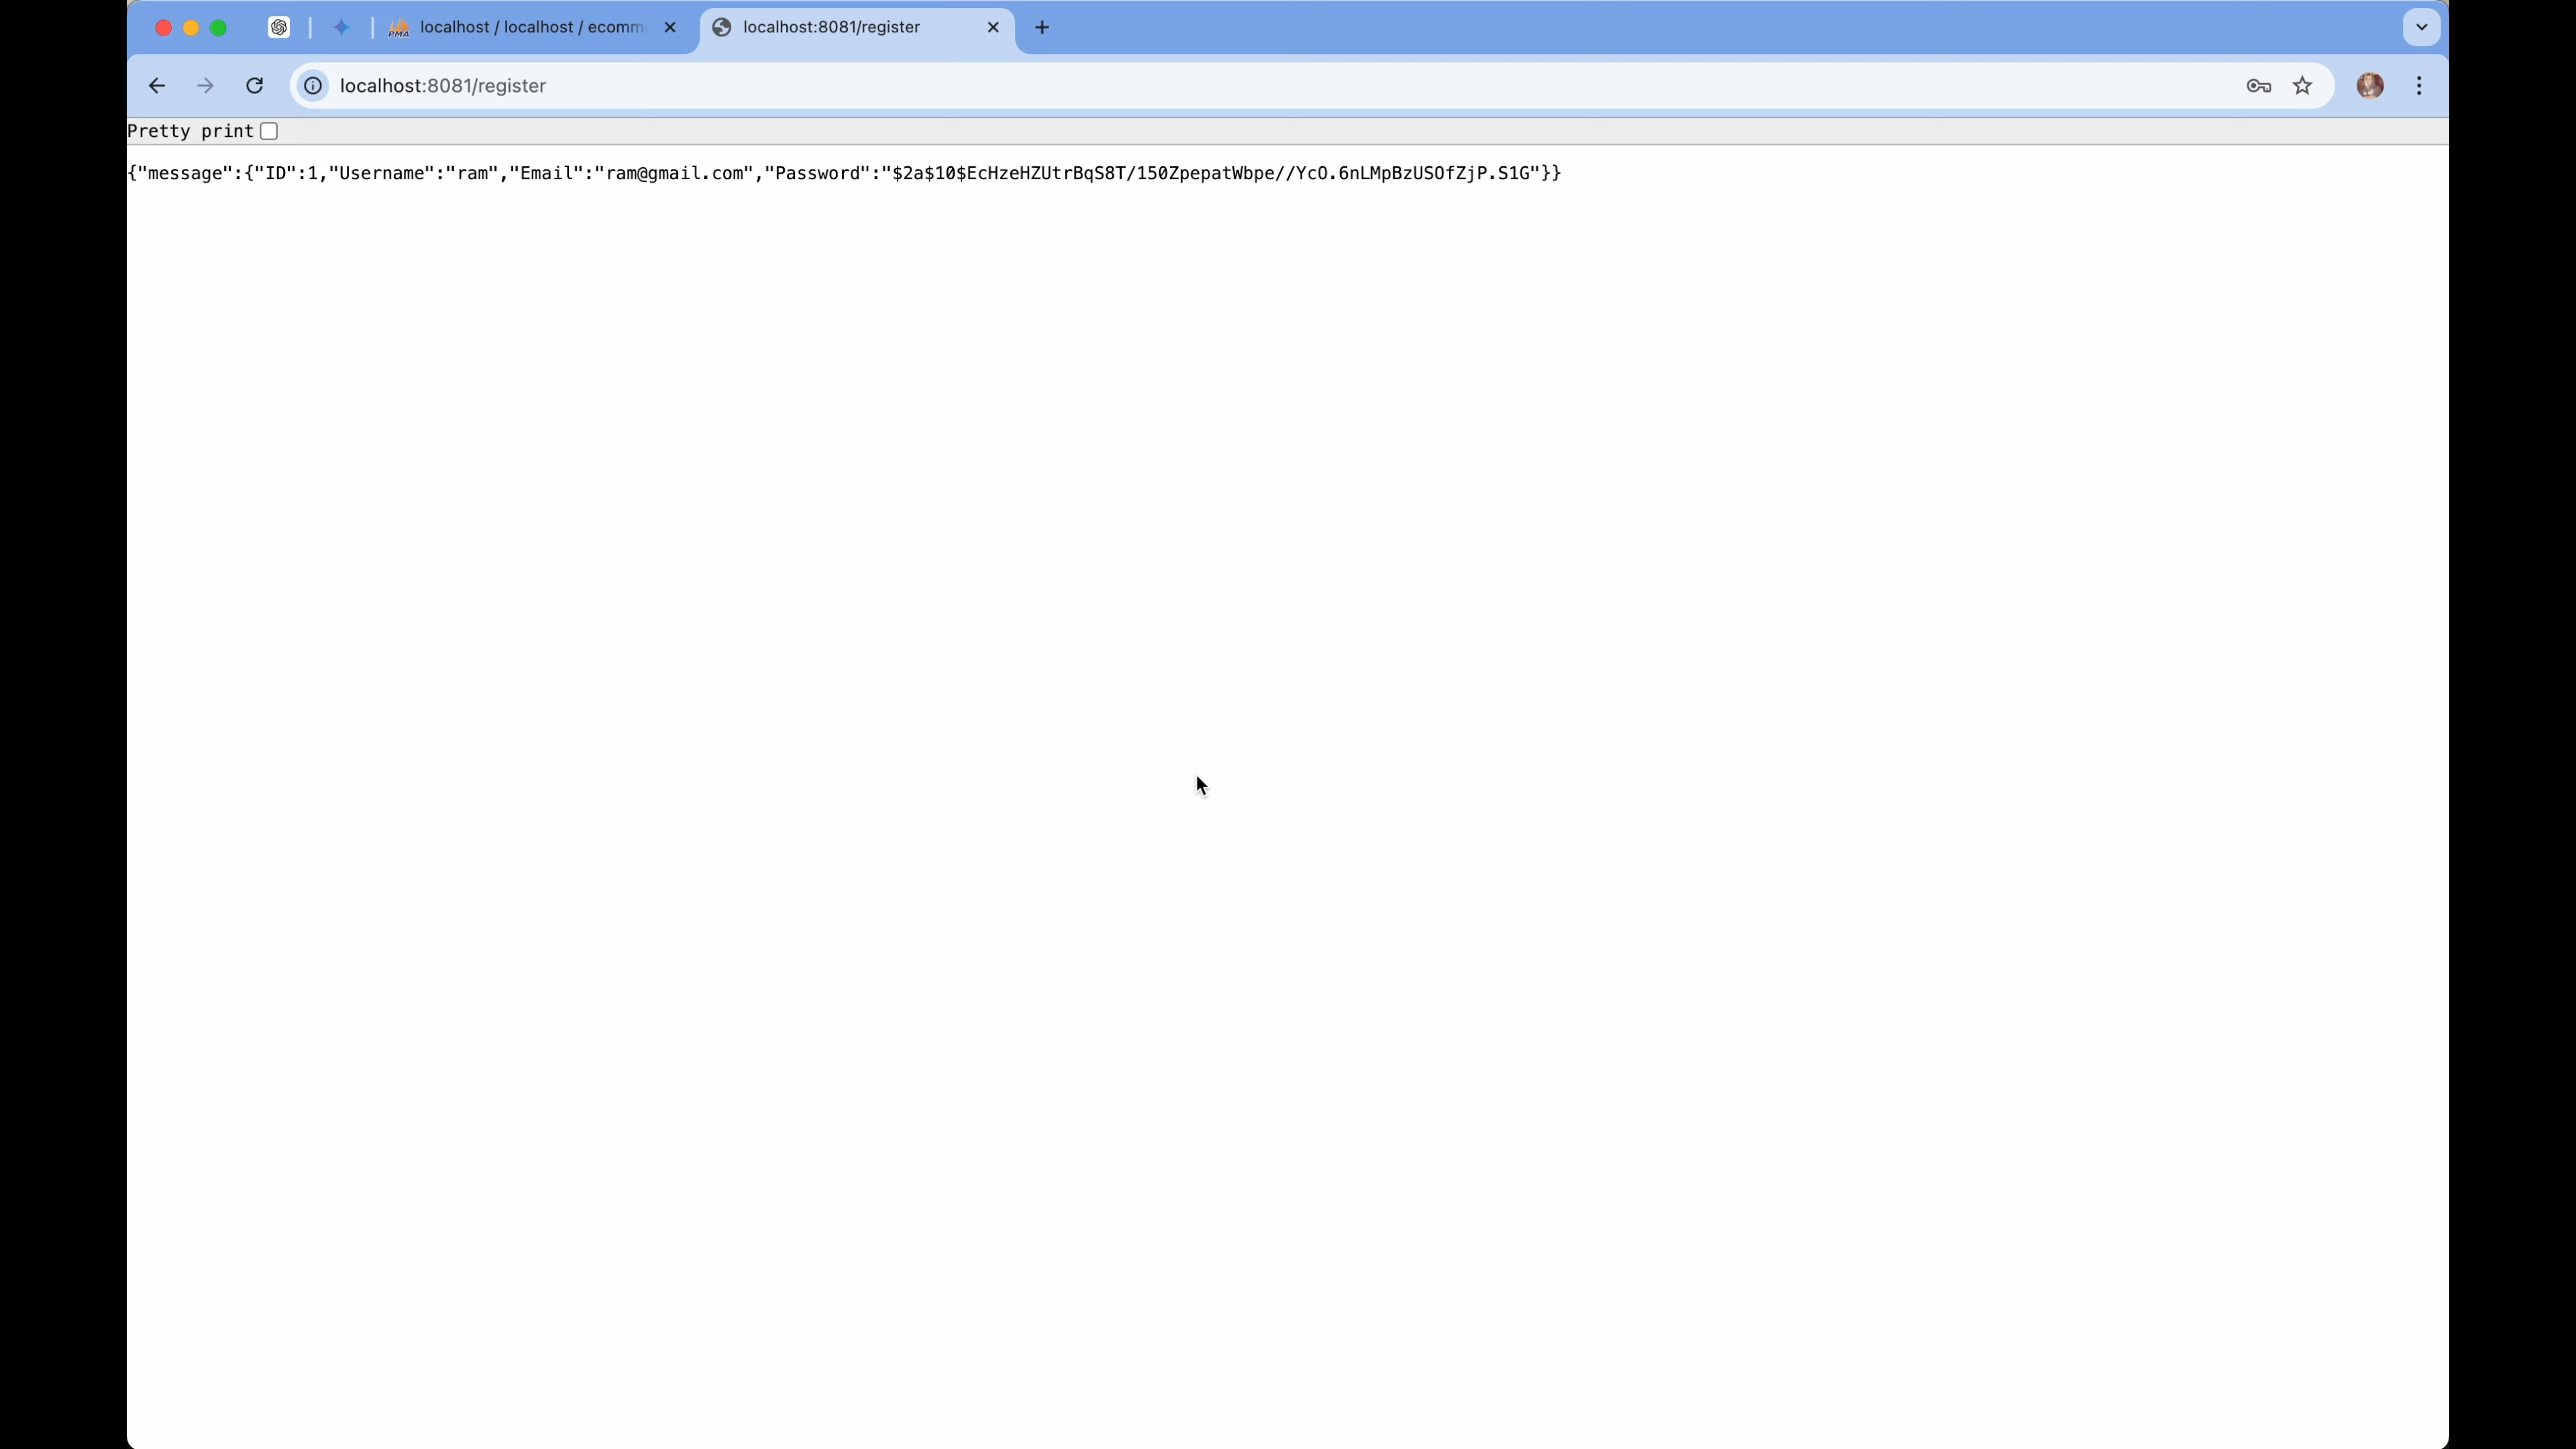 localhost / localhost / ecomm
localhost:8081/register
localhost:8081/register
Pretty print
{"message":{"ID":1,"Username":"ram","Email":"ram@gmail.com","Password":"$2a$10$EcHzeHZUtrBqS8T/150ZpepatWbpe//YcO.6nLMpBzUSOfZjP.S1G"}}